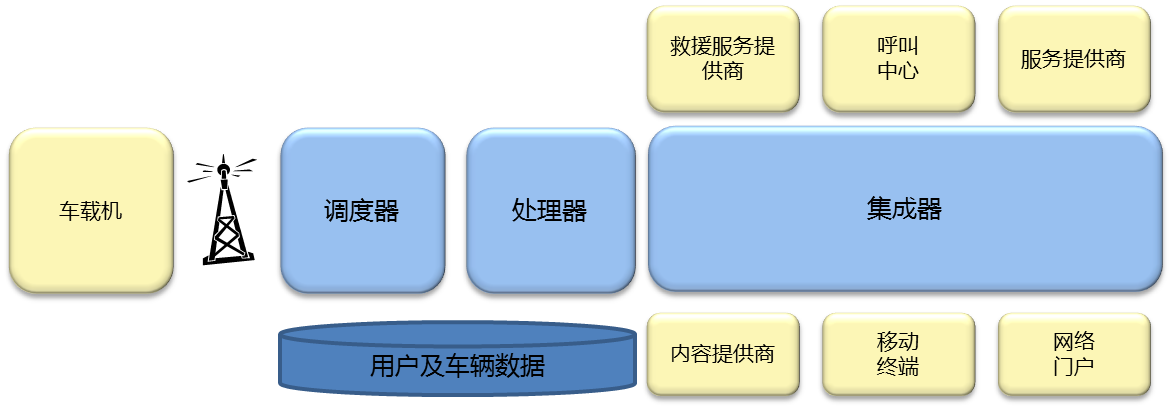 救援服务提
供商
呼叫
中心
服务提供商
车载机
调度器
处理器
集成器
用户及车辆数据
内容提供商
移动
终端
网络
门户